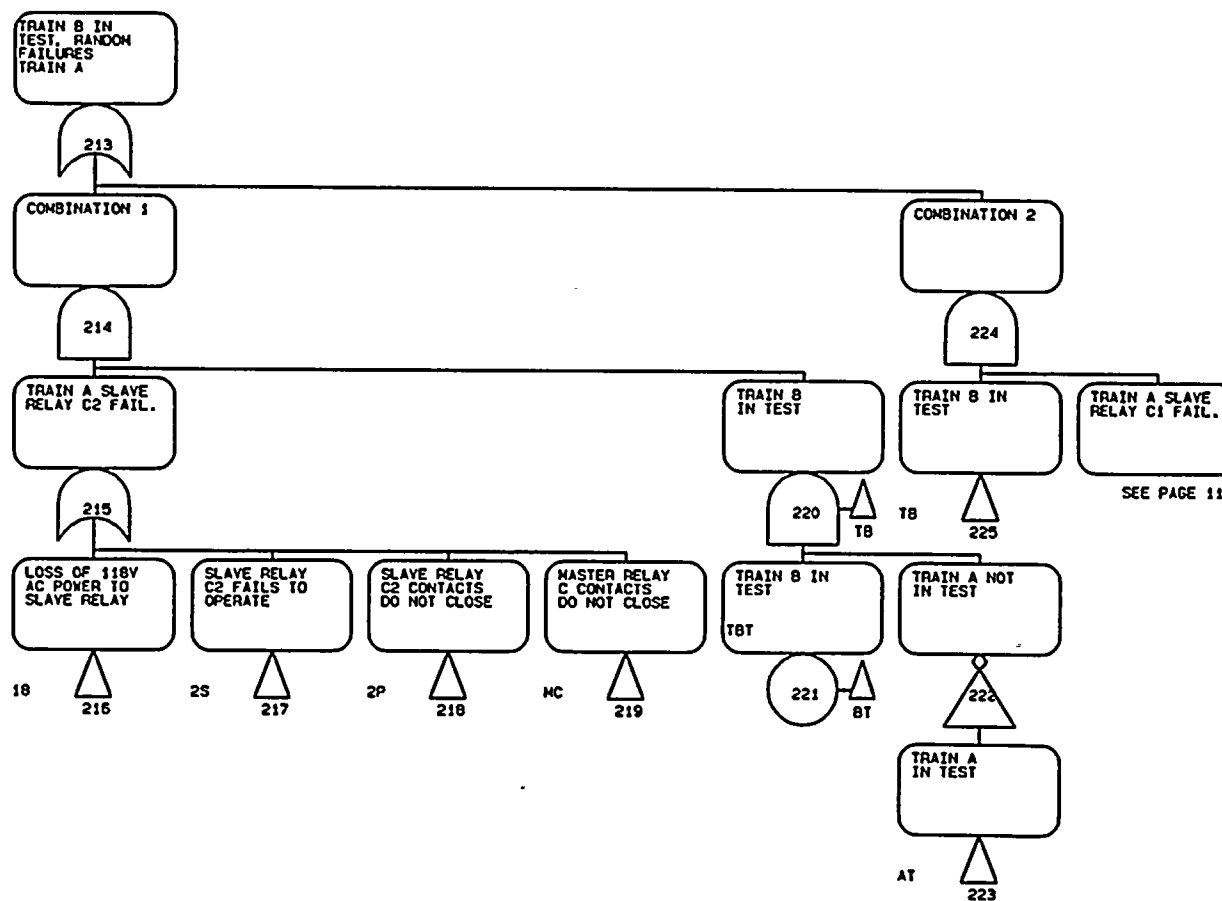 TRAIN B IN
TEST, RANDOM
FAILURES
TRAIN A
213
COMBINATION 1
COMBINATION 2
214
224
TRAIN A SLAVE
RELAY C2 FAIL.
TRAIN B
IN TEST
TRAIN B IN
TEST
TRAIN A SLAVE
RELAY C1 FAIL.
SEE PAGE 11
215
220
TB
TB
225
LOSS OF 118V
AC POWER TO
SLAVE RELAY
SLAVE RELAY
C2 FAILS TO
OPERATE
SLAVE RELAY
C2 CONTACTS
DO NOT CLOSE
MASTER RELAY
C CONTACTS
DO NOT CLOSE
TRAIN B IN
TEST
TBT
TRAIN A NOT
IN TEST
18
216
2S
217
2P
218
MC
219
221
BT
222
TRAIN A
IN TEST
AT
223